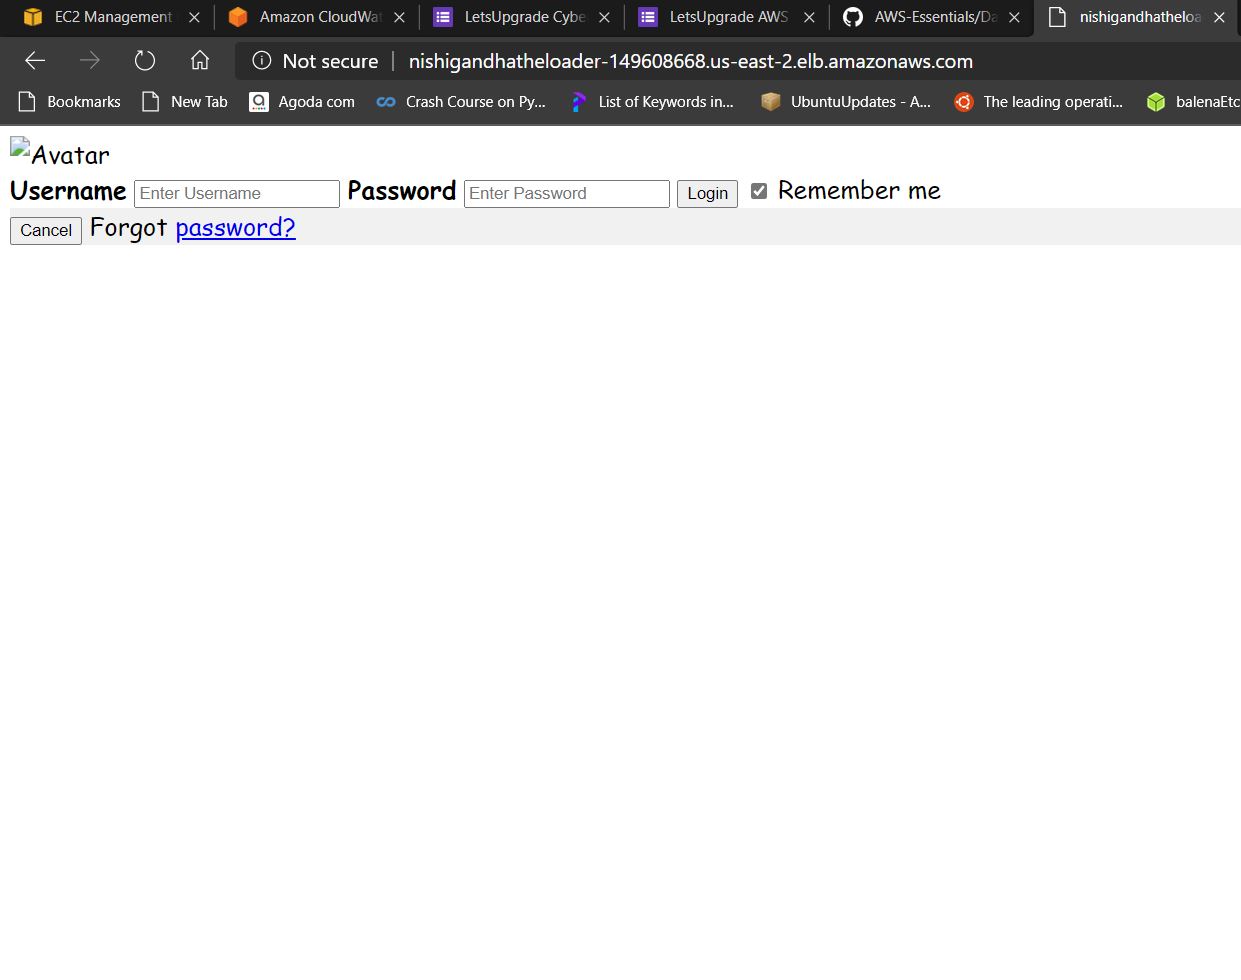 EC2 Management
Amazon CloudWat
LetsUpgrade Cybe
LetsUpgrade AWS
AWS-Essentials/Da
nishigandhatheloa
Not secure | nishigandhatheloader-149608668.us-east-2.elb.amazonaws.com
Bookmarks New Tab Agoda com Crash Course on Py... List of Keywords in... UbuntuUpdates - A... The leading operati... balenaEtc
Avatar
Username Enter Username Password Enter Password Login Remember me
Cancel Forgot password?